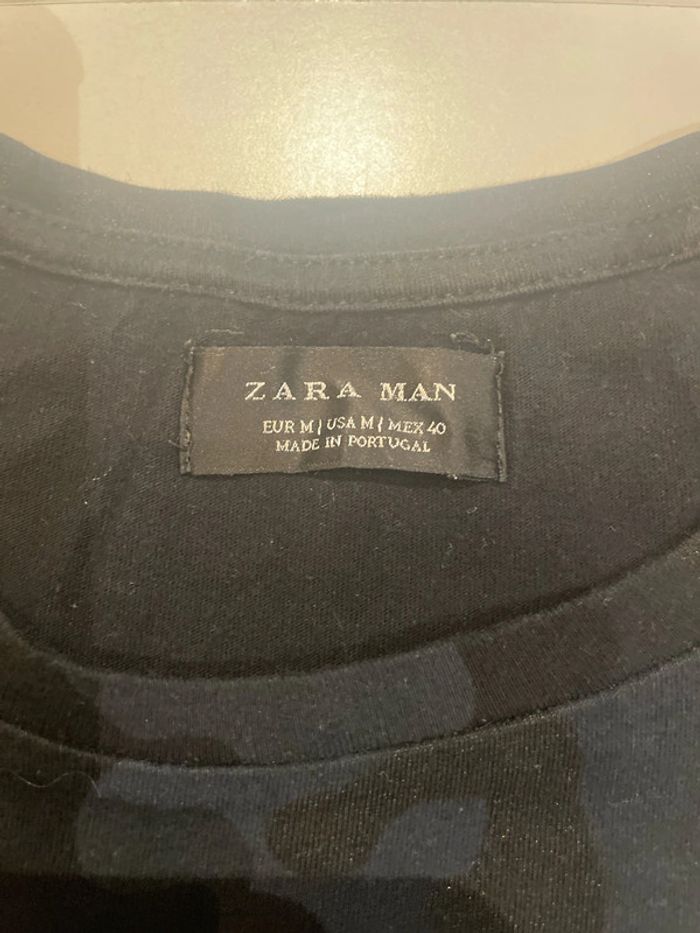 ZARA MAN
EUR M | USA M | MEX 40
MADE IN PORTUGAL